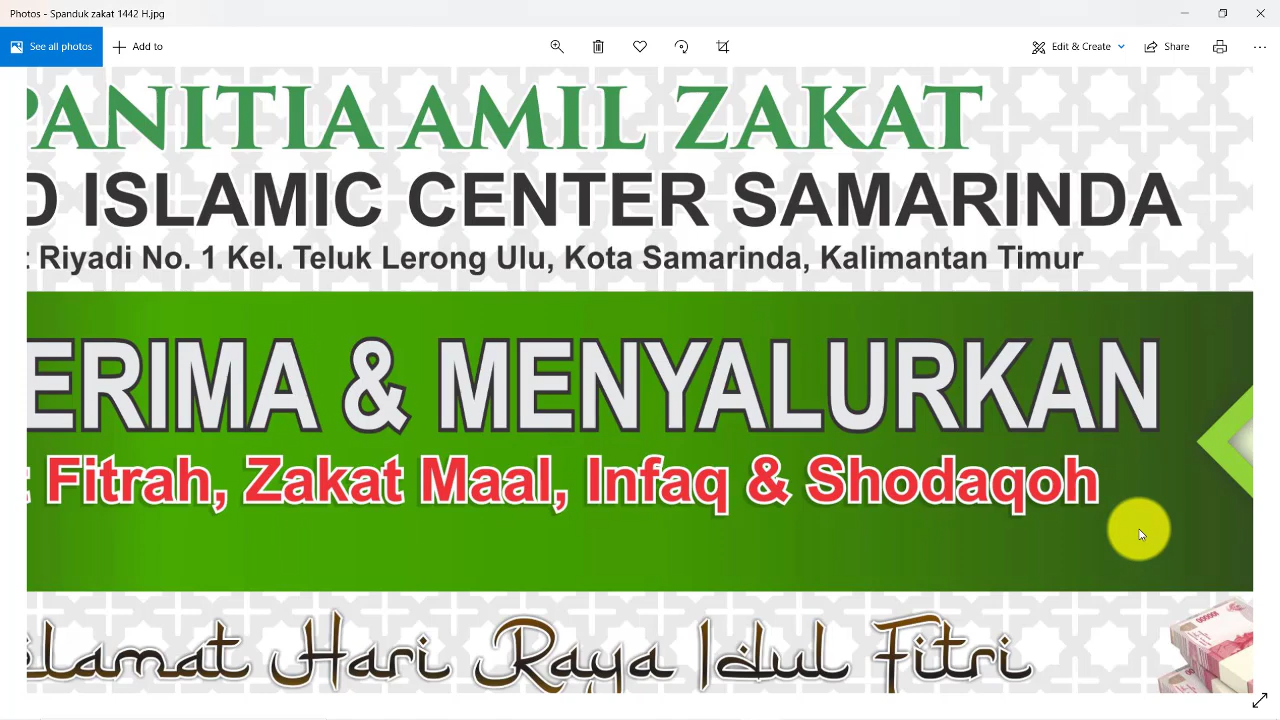 Photos - Spanduk zakat 1442 H.jpg
See all photos
Add to
Edit & Create
Share
PANITIA AMIL ZAKAT
ISLAMIC CENTER SAMARINDA
Riyadi No. 1 Kel. Teluk Lerong Ulu, Kota Samarinda, Kalimantan Timur
ERIMA & MENYALURKAN
Fitrah, Zakat Maal, Infaq & Shodaqoh
elamat Hari Raya Idul Fitri